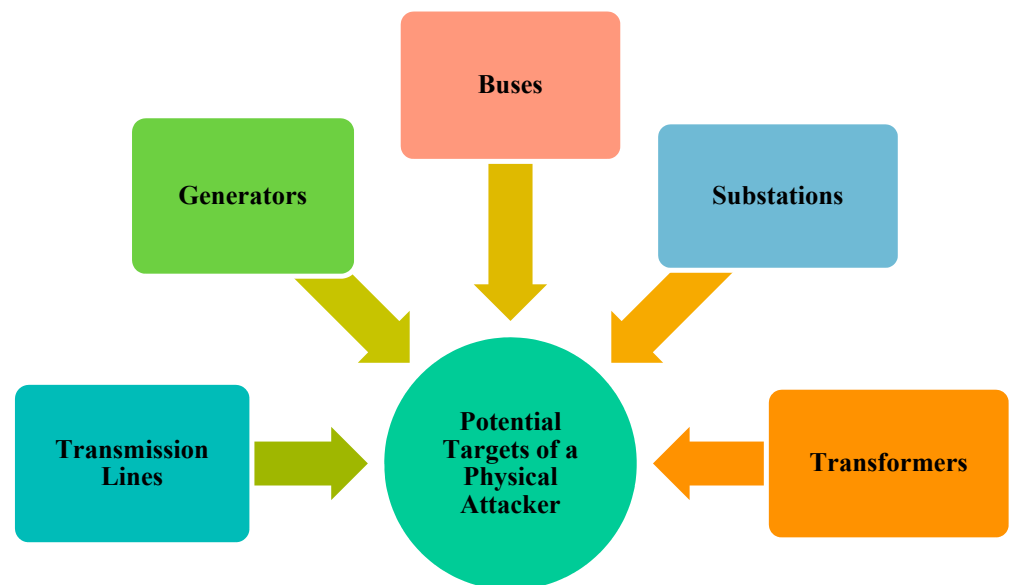 Buses
Generators
Substations
Transmission
Lines
Potential
Targets of a
Physical
Attacker
Transformers